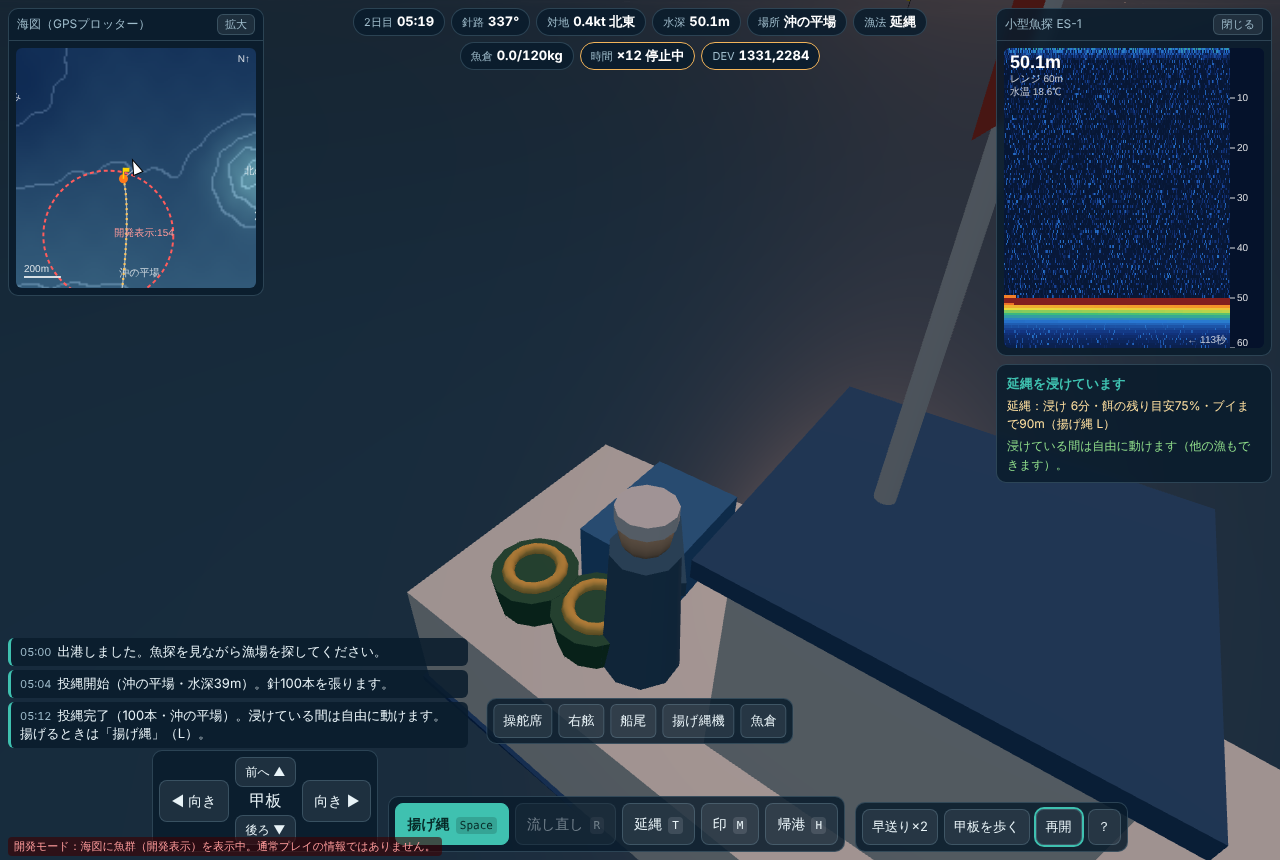 海図（GPSプロッター）
拡大
N↑
開発表示:154
沖の平場
200m
2日目 05:19
針路 337°
対地 0.4kt 北東
水深 50.1m
場所 沖の平場
漁法 延縄
魚倉 0.0/120kg
時間 ×12 停止中
DEV 1331,2284
小型魚探 ES-1
閉じる
50.1m
レンジ 60m
水温 18.6℃
10
20
30
40
50
60
← 113秒
延縄を浸けています
延縄：浸け 6分・餌の残り目安75%・ブイま
で90m（揚げ縄 L）
浸けている間は自由に動けます（他の漁もで
きます）。
05:00 出港しました。魚探を見ながら漁場を探してください。
05:04 投縄開始（沖の平場・水深39m）。針100本を張ります。
05:12 投縄完了（100本・沖の平場）。浸けている間は自由に動けます。
揚げるときは「揚げ縄」（L）。
操舵席
右舷
船尾
揚げ縄機
魚倉
前へ ▲
◀ 向き
甲板
向き ▶
後ろ ▼
揚げ縄 Space
流し直し R
延縄 T
印 M
帰港 H
早送り×2
甲板を歩く
再開
?
開発モード：海図に魚群（開発表示）を表示中。通常プレイの情報ではありません。